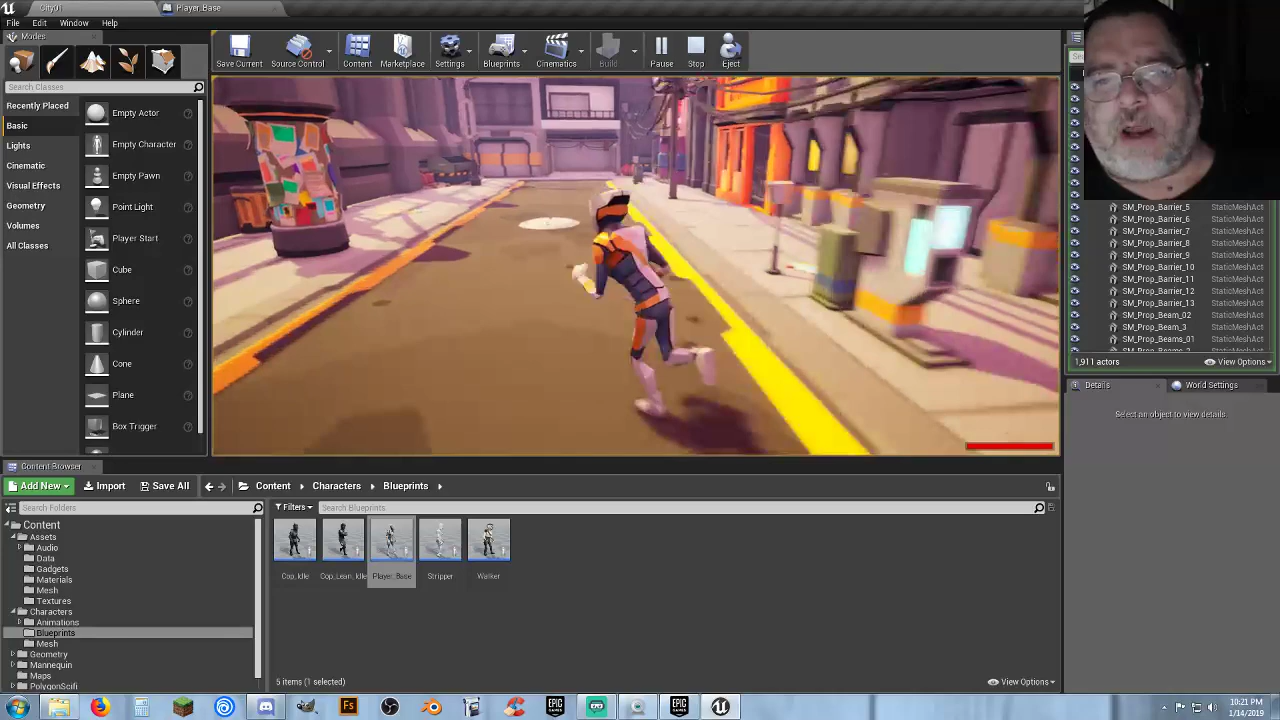 City01
Player_Base
File Edit Window Help
Modes
Search Classes
Recently Placed
Basic
Lights
Cinematic
Visual Effects
Geometry
Volumes
All Classes
Empty Actor
Empty Character
Empty Pawn
Point Light
Player Start
Cube
Sphere
Cylinder
Cone
Plane
Box Trigger
Save Current
Source Control
Content
Marketplace
Settings
Blueprints
Cinematics
Build
Pause
Stop
Eject
SM_Prop_Barrier_5 StaticMeshAct
SM_Prop_Barrier_6 StaticMeshAct
SM_Prop_Barrier_7 StaticMeshAct
SM_Prop_Barrier_8 StaticMeshAct
SM_Prop_Barrier_9 StaticMeshAct
SM_Prop_Barrier_10 StaticMeshAct
SM_Prop_Barrier_11 StaticMeshAct
SM_Prop_Barrier_12 StaticMeshAct
SM_Prop_Barrier_13 StaticMeshAct
SM_Prop_Beam_02 StaticMeshAct
SM_Prop_Beam_3 StaticMeshAct
SM_Prop_Beams_01 StaticMeshAct
1,911 actors View Options
Details World Settings
Select an object to view details.
Content Browser
Add New Import Save All Content Characters Blueprints
Search Folders
Filters Search Blueprints
Content
Assets
Audio
Data
Gadgets
Materials
Mesh
Textures
Characters
Animations
Blueprints
Mesh
Geometry
Mannequin
Maps
PolygonScifi
Cop_Idle Cop_Lean_Idle Player_Base Stripper Walker
5 items (1 selected) View Options
Fs
EPIC GAMES
EPIC GAMES
10:21 PM
1/14/2019